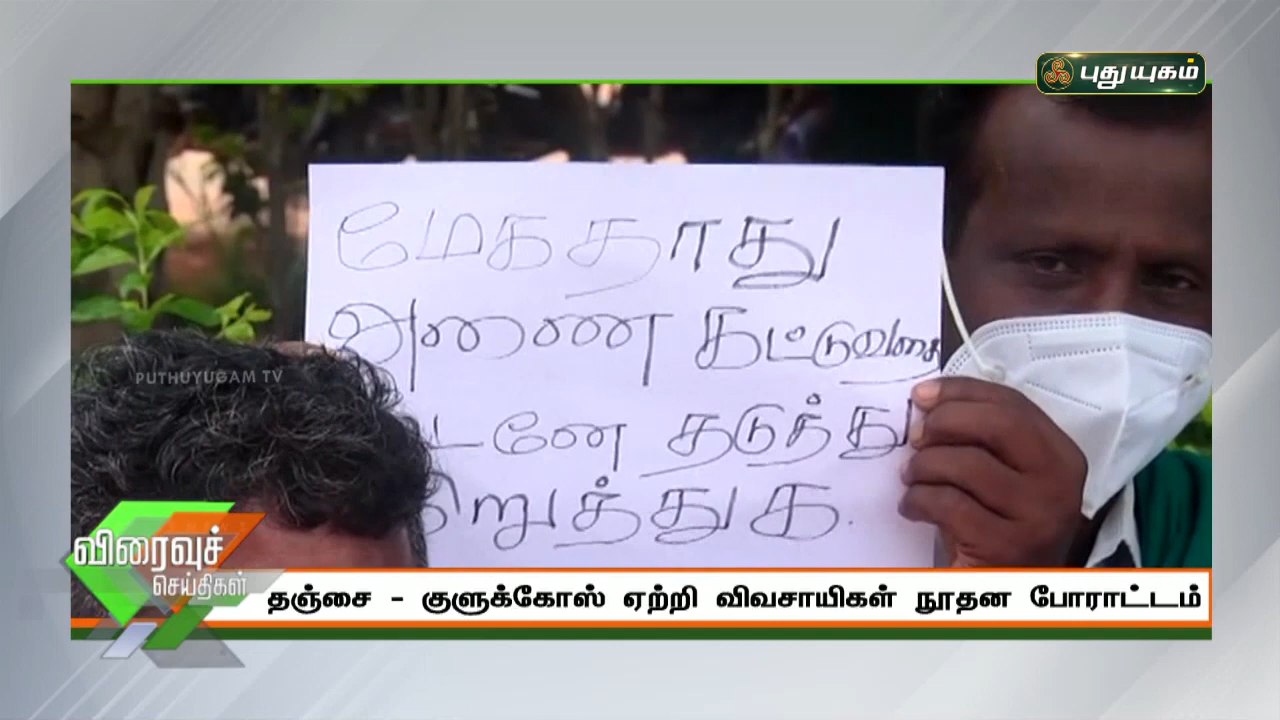 புதுயுகம்
மேகதாது
அணை கட்டுவதை
தடுத்து
PUTHUYUGAM TV
விரைவுச்
செய்திகள்
தஞ்சை - குளுக்கோஸ் ஏற்றி விவசாயிகள் நூதன போராட்டம்